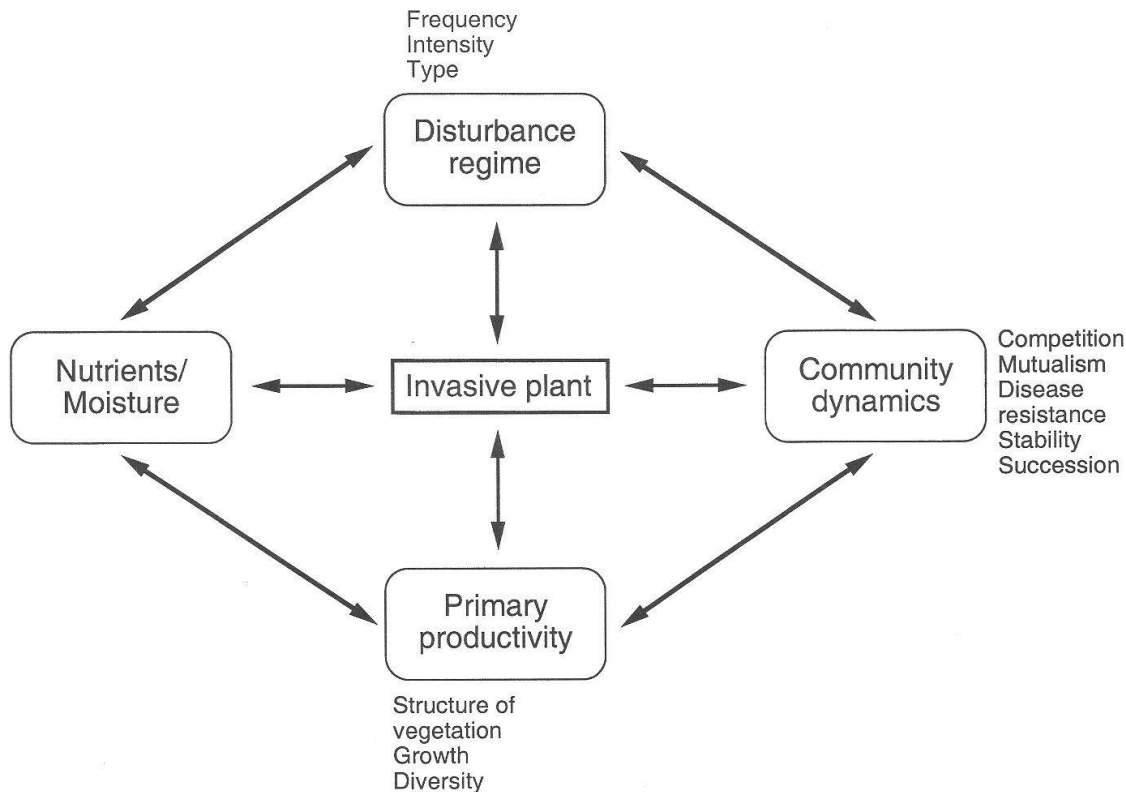 Frequency
Intensity
Type
Disturbance
regime
Nutrients/
Moisture
Invasive plant
Community
dynamics
Competition
Mutualism
Disease
resistance
Stability
Succession
Primary
productivity
Structure of
vegetation
Growth
Diversity